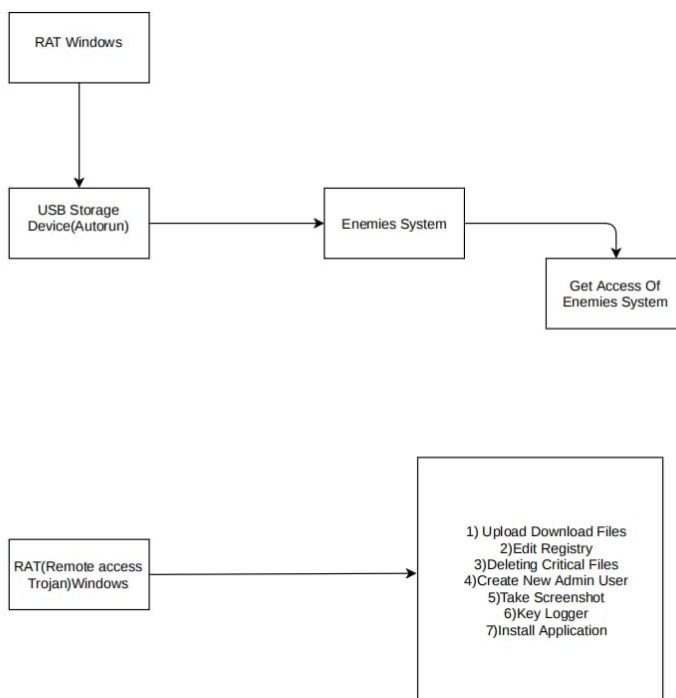 RAT Windows
USB Storage
Device(Autorun)
Enemies System
Get Access Of
Enemies System
RAT(Remote access
Trojan)Windows
1) Upload Download Files
2)Edit Registry
3)Deleting Critical Files
4)Create New Admin User
5)Take Screenshot
6)Key Logger
7)Install Application